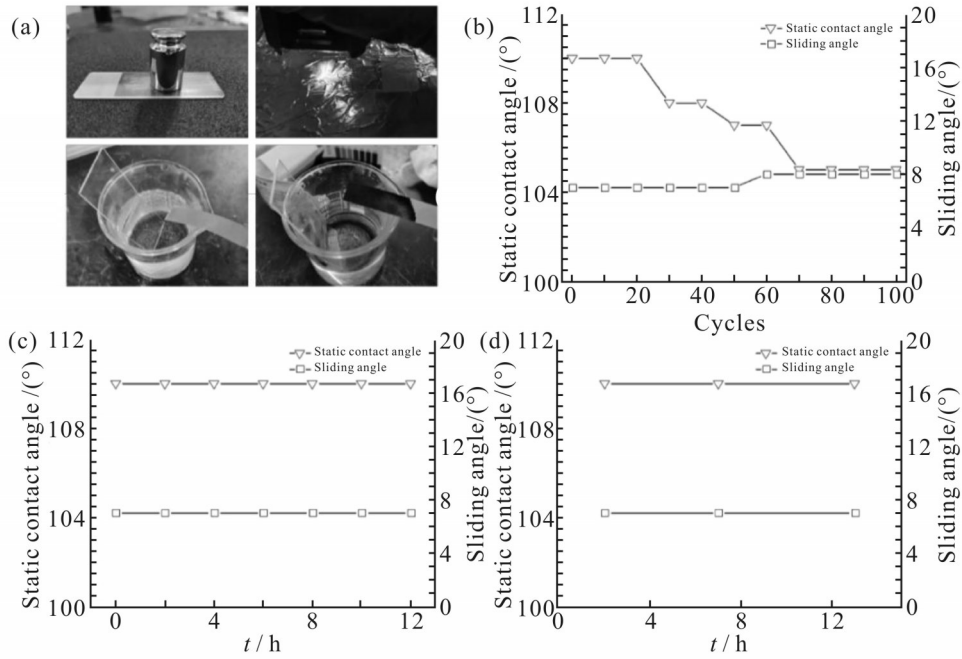 (a)
(b)
112
108
104
100
Static contact angle /(°)
Static contact angle
Sliding angle
20
16
12
8
4
0
Sliding angle/(°)
0 20 40 60 80 100
Cycles
(c)
112
108
104
100
Static contact angle /(°)
Static contact angle
Sliding angle
20
16
12
8
4
0
Sliding angle/(°)
0 4 8 12
t / h
(d)
112
108
104
100
Static contact angle /(°)
Static contact angle
Sliding angle
20
16
12
8
4
0
Sliding angle/(°)
0 4 8 12
t / h